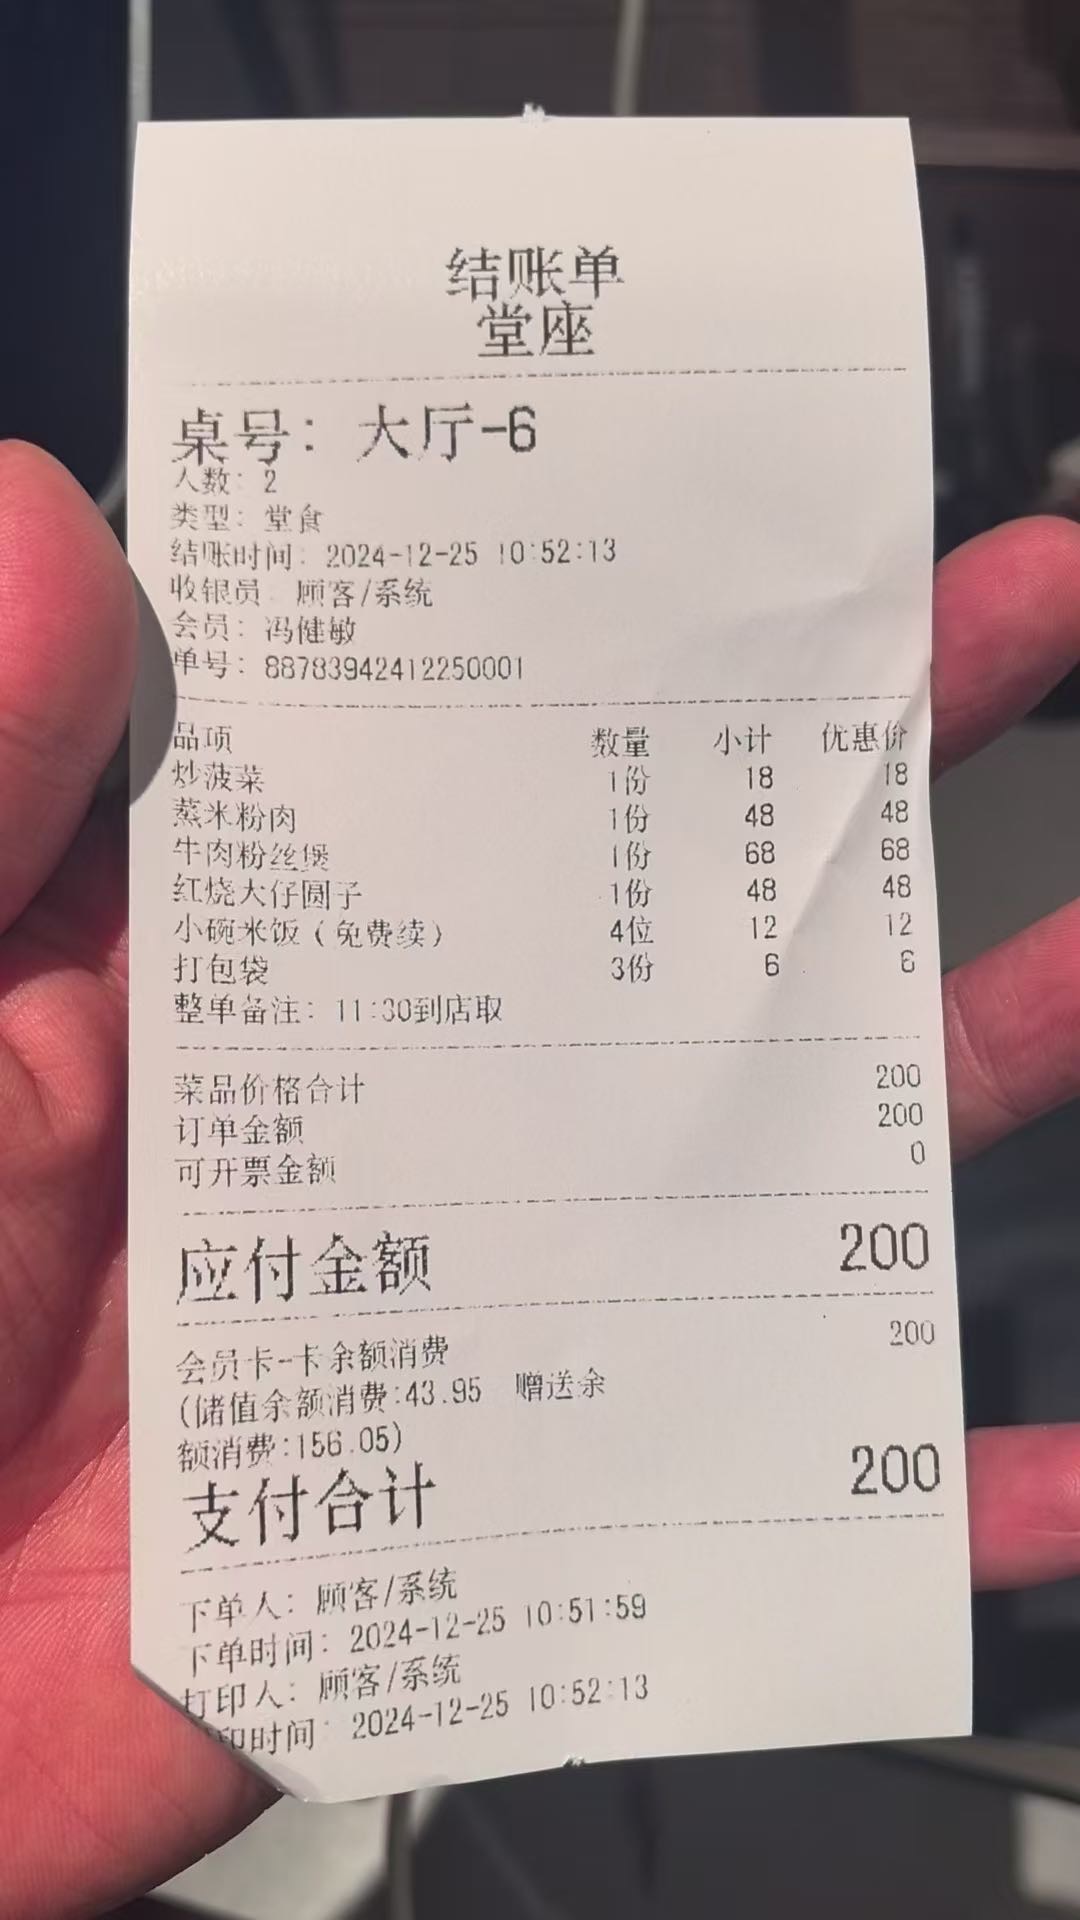 结账单
堂座
桌号：大厅-6
人数：2
类型：堂食
结账时间：2024-12-25 10:52:13
收银员：顾客/系统
会员：冯健敏
单号：88783942412250001
品项 数量 小计 优惠价
炒菠菜 1份 18 18
蒸米粉肉 1份 48 48
牛肉粉丝煲 1份 68 68
红烧大仔圆子 1份 48 48
小碗米饭（免费续） 4位 12 12
打包袋 3份 6 6
整单备注：11:30到店取
菜品价格合计 200
订单金额 200
可开票金额 0
应付金额 200
会员卡-卡余额消费 200
(储值余额消费:43.95 赠送余
额消费:156.05)
支付合计 200
下单人：顾客/系统
下单时间：2024-12-25 10:51:59
打印人：顾客/系统
印时间：2024-12-25 10:52:13